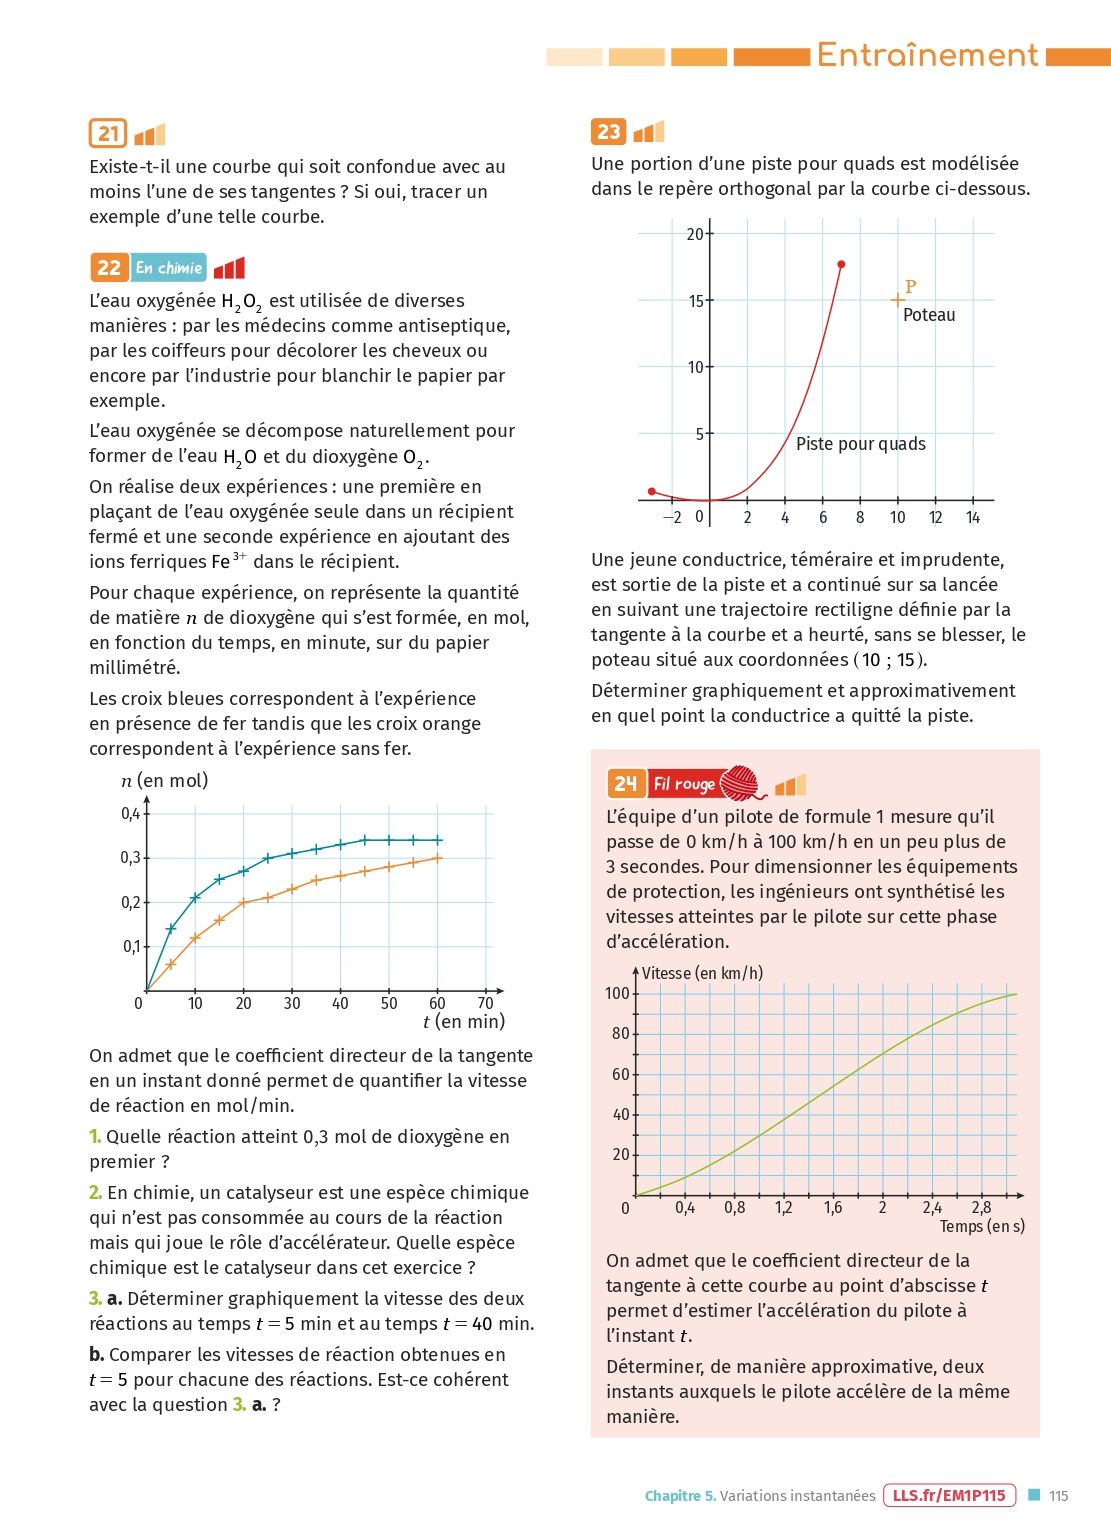 Entraînement
21
Existe-t-il une courbe qui soit confondue avec au
moins l'une de ses tangentes ? Si oui, tracer un
exemple d'une telle courbe.
22 En chimie
L'eau oxygénée H₂O₂ est utilisée de diverses
manières : par les médecins comme antiseptique,
par les coiffeurs pour décolorer les cheveux ou
encore par l'industrie pour blanchir le papier par
exemple.
L'eau oxygénée se décompose naturellement pour
former de l'eau H₂O et du dioxygène O₂.
On réalise deux expériences : une première en
plaçant de l'eau oxygénée seule dans un récipient
fermé et une seconde expérience en ajoutant des
ions ferriques Fe³⁺ dans le récipient.
Pour chaque expérience, on représente la quantité
de matière n de dioxygène qui s'est formée, en mol,
en fonction du temps, en minute, sur du papier
millimétré.
Les croix bleues correspondent à l'expérience
en présence de fer tandis que les croix orange
correspondent à l'expérience sans fer.
n (en mol)
0,4
0,3
0,2
0,1
0 10 20 30 40 50 60 70
t (en min)
On admet que le coefficient directeur de la tangente
en un instant donné permet de quantifier la vitesse
de réaction en mol/min.
1. Quelle réaction atteint 0,3 mol de dioxygène en
premier ?
2. En chimie, un catalyseur est une espèce chimique
qui n'est pas consommée au cours de la réaction
mais qui joue le rôle d'accélérateur. Quelle espèce
chimique est le catalyseur dans cet exercice ?
3. a. Déterminer graphiquement la vitesse des deux
réactions au temps t = 5 min et au temps t = 40 min.
b. Comparer les vitesses de réaction obtenues en
t = 5 pour chacune des réactions. Est-ce cohérent
avec la question 3. a. ?
23
Une portion d'une piste pour quads est modélisée
dans le repère orthogonal par la courbe ci-dessous.
20
P
15
Poteau
10
5
Piste pour quads
−2 0 2 4 6 8 10 12 14
Une jeune conductrice, téméraire et imprudente,
est sortie de la piste et a continué sur sa lancée
en suivant une trajectoire rectiligne définie par la
tangente à la courbe et a heurté, sans se blesser, le
poteau situé aux coordonnées (10 ; 15).
Déterminer graphiquement et approximativement
en quel point la conductrice a quitté la piste.
24 Fil rouge
L'équipe d'un pilote de formule 1 mesure qu'il
passe de 0 km/h à 100 km/h en un peu plus de
3 secondes. Pour dimensionner les équipements
de protection, les ingénieurs ont synthétisé les
vitesses atteintes par le pilote sur cette phase
d'accélération.
Vitesse (en km/h)
100
80
60
40
20
0 0,4 0,8 1,2 1,6 2 2,4 2,8
Temps (en s)
On admet que le coefficient directeur de la
tangente à cette courbe au point d'abscisse t
permet d'estimer l'accélération du pilote à
l'instant t.
Déterminer, de manière approximative, deux
instants auxquels le pilote accélère de la même
manière.
Chapitre 5. Variations instantanées LLS.fr/EM1P115 115